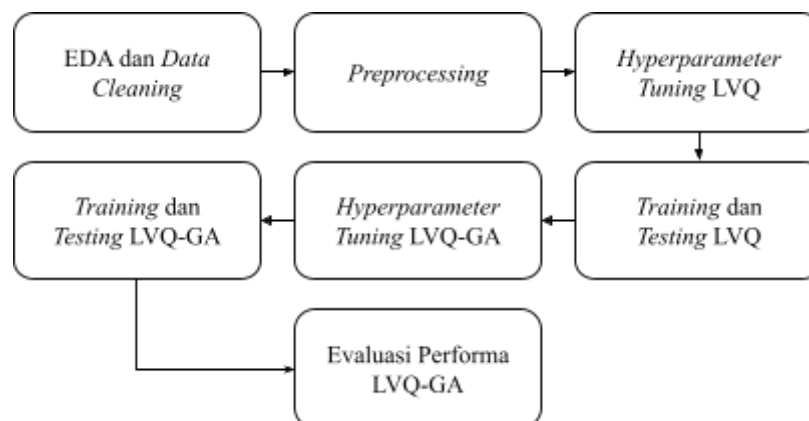 EDA dan Data
Cleaning
Preprocessing
Hyperparameter
Tuning LVQ
Training dan
Testing LVQ
Hyperparameter
Tuning LVQ-GA
Training dan
Testing LVQ-GA
Evaluasi Performa
LVQ-GA